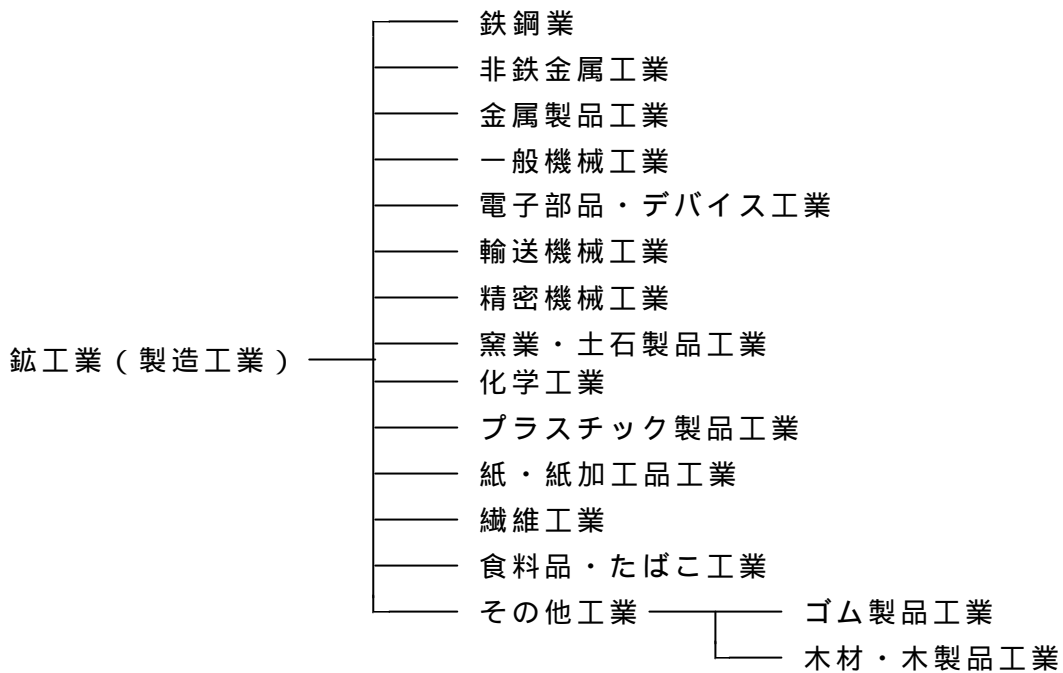 鉄鋼業
非鉄金属工業
金属製品工業
一般機械工業
電子部品・デバイス工業
輸送機械工業
精密機械工業
鉱工業（製造工業）
窯業・土石製品工業
化学工業
プラスチック製品工業
紙・紙加工品工業
繊維工業
食料品・たばこ工業
その他工業
ゴム製品工業
木材・木製品工業